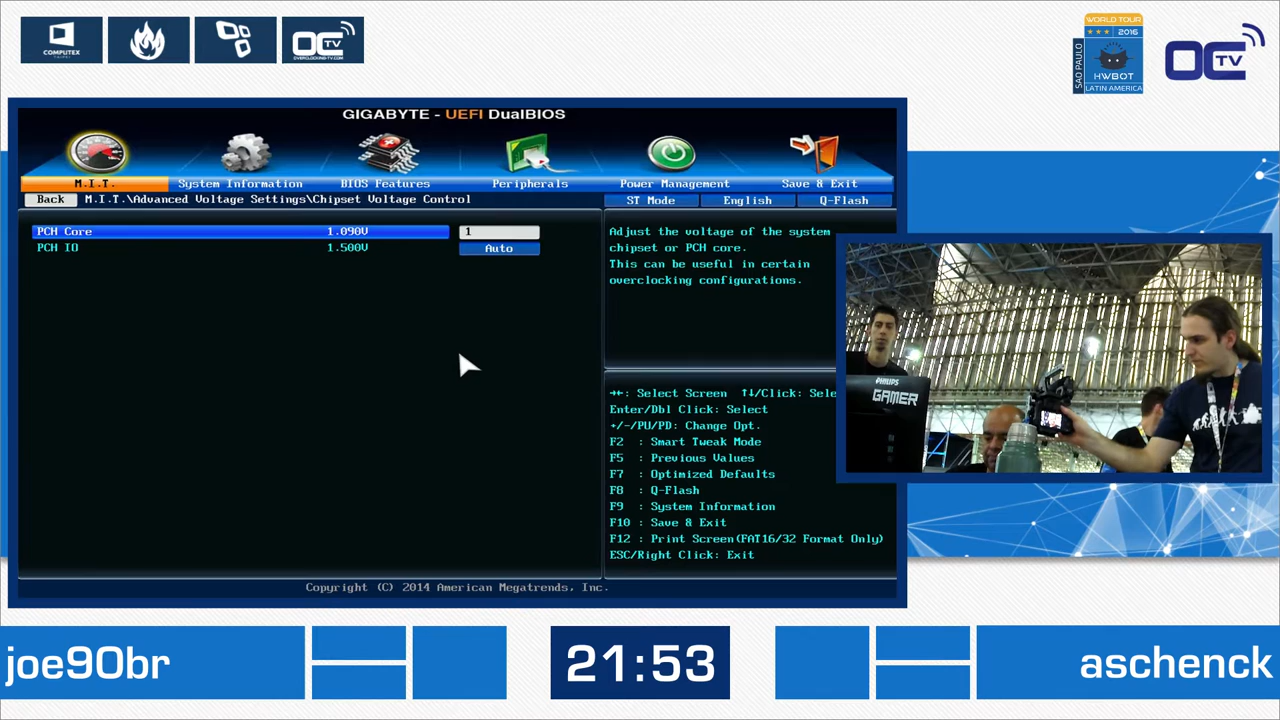 COMPUTEX
OCTV
OVERCLOCKING-TV.COM
WORLD TOUR
2016
SAO PAULO
HWBOT
LATIN AMERICA
OCTV
GIGABYTE - UEFI DualBIOS
M.I.T. System Information BIOS Features Peripherals Power Management Save & Exit
Back M.I.T.\Advanced Voltage Settings\Chipset Voltage Control ST Mode English Q-Flash
PCH Core 1.090V 1
PCH IO 1.500V Auto
Adjust the voltage of the system
chipset or PCH core.
This can be useful in certain
overclocking configurations.
→←: Select Screen ↑↓/Click: Sele
Enter/Dbl Click: Select
+/-/PU/PD: Change Opt.
F2 : Smart Tweak Mode
F5 : Previous Values
F7 : Optimized Defaults
F8 : Q-Flash
F9 : System Information
F10 : Save & Exit
F12 : Print Screen(FAT16/32 Format Only)
ESC/Right Click: Exit
Copyright (C) 2014 American Megatrends, Inc.
PHILIPS
GAMER
joe90br 21:53 aschenck